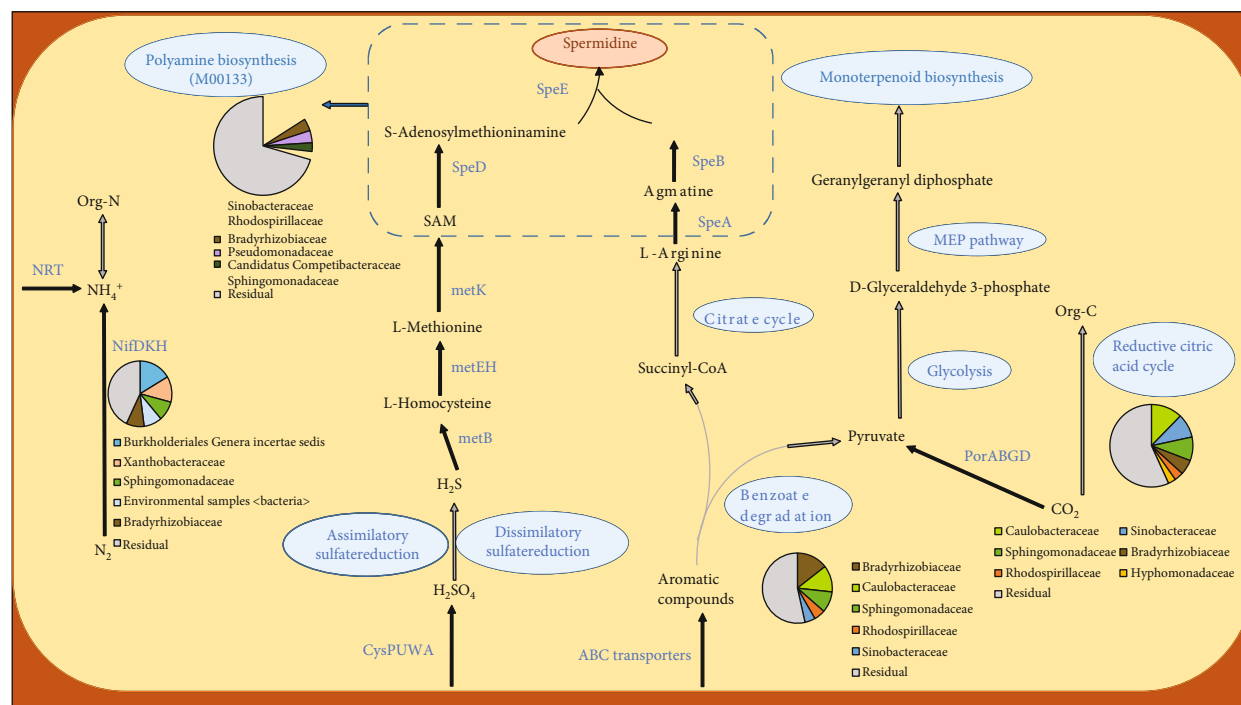 Polyamine biosynthesis
(M00133)
Spermidine
Monoterpenoid biosynthesis
SpeE
S-Adenosylmethioninamine
SpeD
SpeB
Agmatine
SpeA
SAM
L-Arginine
Geranylgeranyl diphosphate
MEP pathway
D-Glyceraldehyde 3-phosphate
Org-N
NRT
NH4+
Sinobacteraceae
Rhodospirillaceae
Bradyrhizobiaceae
Pseudomonadaceae
Candidatus Competibacteraceae
Sphingomonadaceae
Residual
metK
L-Methionine
metEH
L-Homocysteine
metB
H2S
Citrate cycle
Succinyl-CoA
Glycolysis
Pyruvate
Org-C
Reductive citric
acid cycle
PorABGD
CO2
NifDKH
Burkholderiales Genera incertae sedis
Xanthobacteraceae
Sphingomonadaceae
Environmental samples <bacteria>
Bradyrhizobiaceae
Residual
N2
Assimilatory
sulfatereduction
Dissimilatory
sulfatereduction
H2SO4
CysPUWA
Benzoate
degradation
Aromatic
compounds
ABC transporters
Bradyrhizobiaceae
Caulobacteraceae
Sphingomonadaceae
Rhodospirillaceae
Sinobacteraceae
Residual
Caulobacteraceae
Sinobacteraceae
Sphingomonadaceae
Bradyrhizobiaceae
Rhodospirillaceae
Hyphomonadaceae
Residual